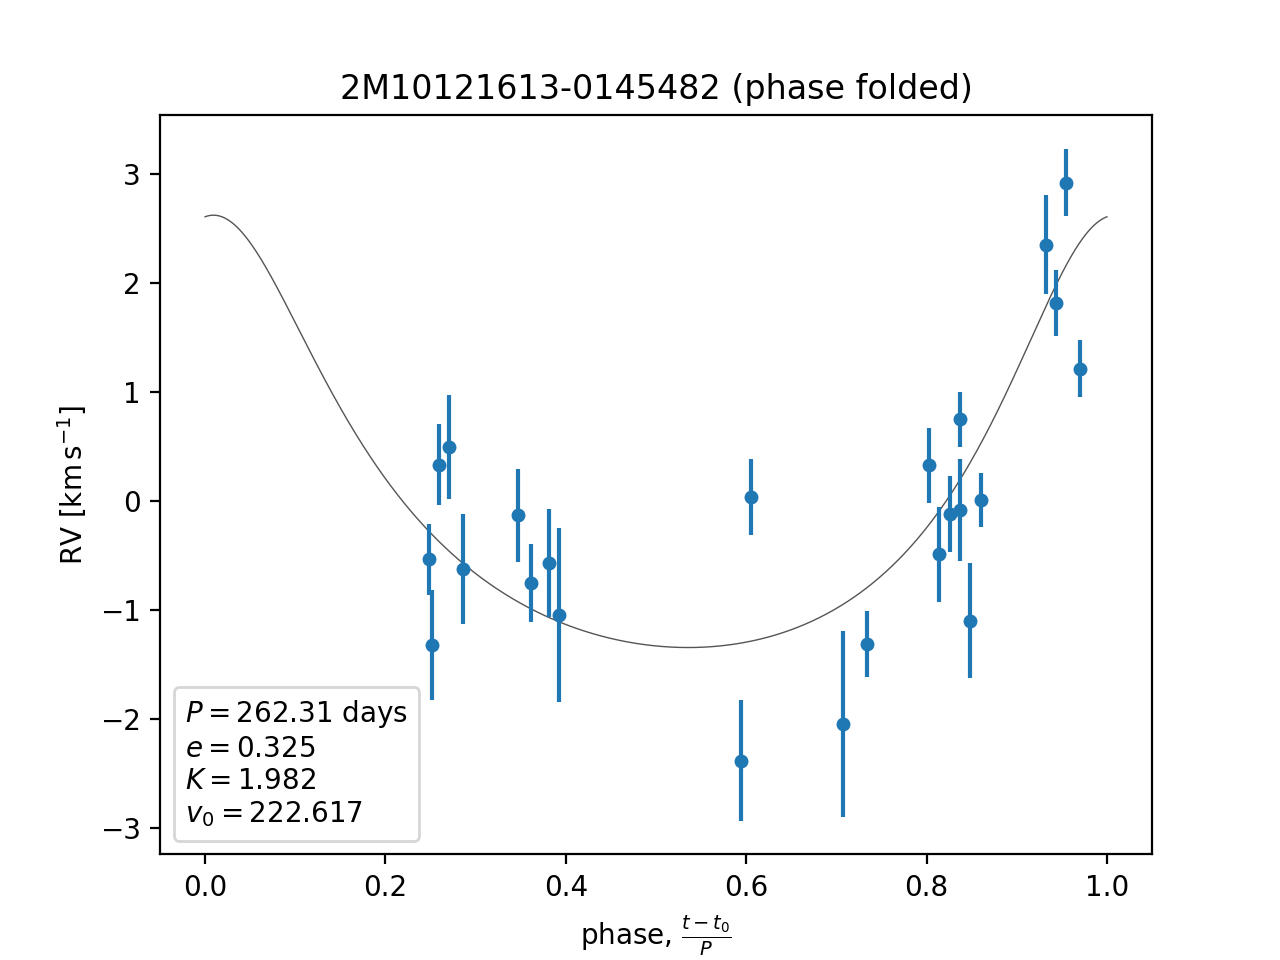 2M10121613-0145482 (phase folded)
3
2
1
0
−1
−2
−3
RV [km s⁻¹]
P = 262.31 days
e = 0.325
K = 1.982
v₀ = 222.617
0.0 0.2 0.4 0.6 0.8 1.0
phase, (t − t₀)/P